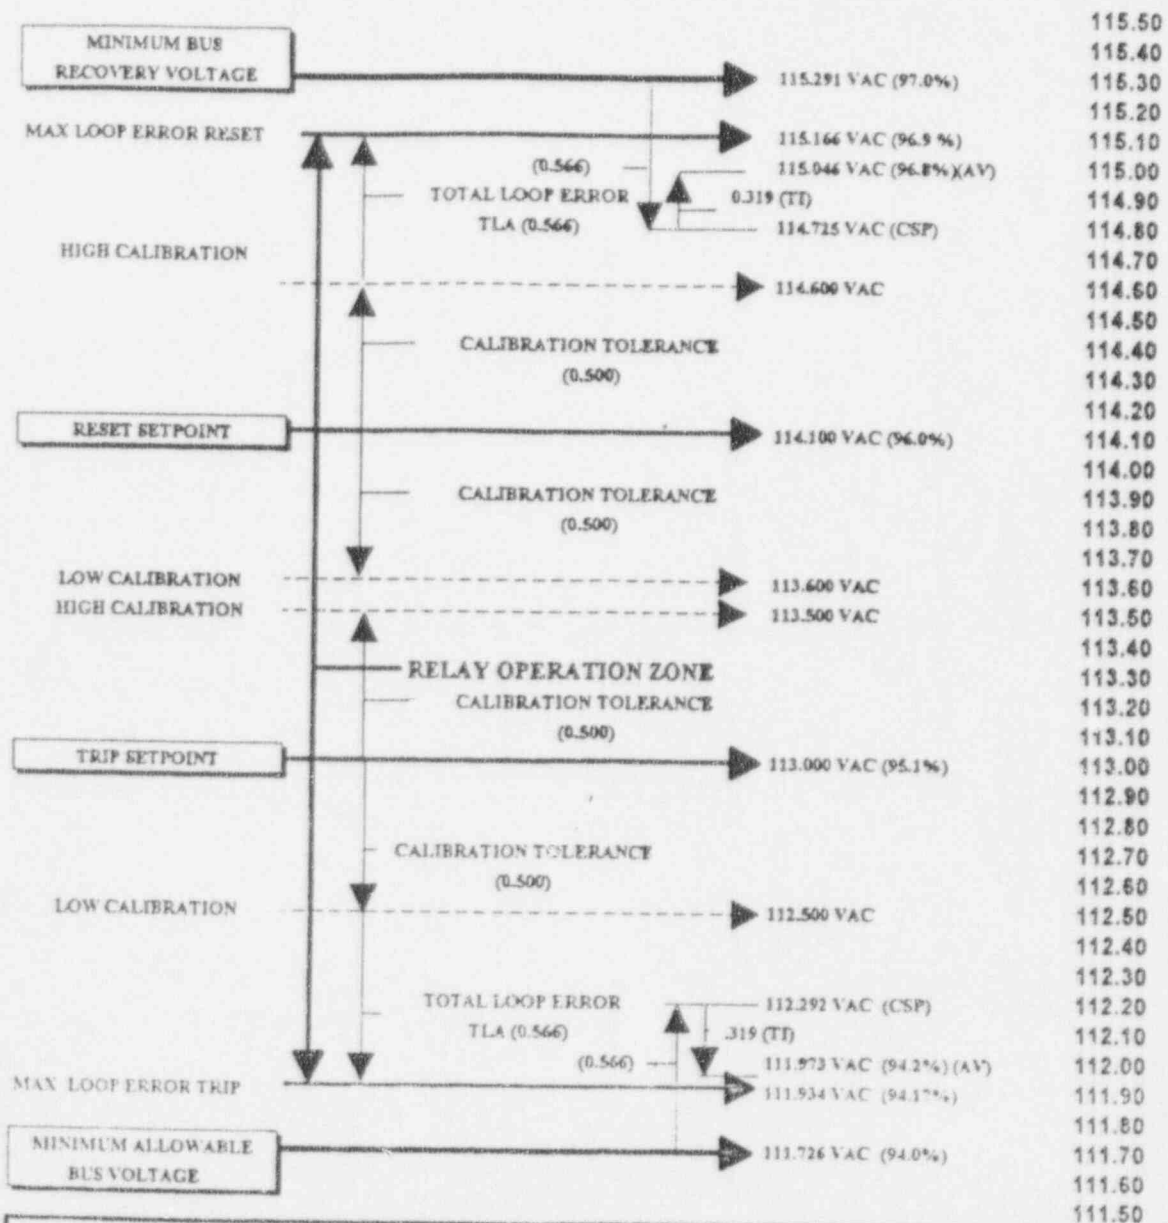 MINIMUM BUS
RECOVERY VOLTAGE
115.291 VAC (97.0%)
MAX LOOP ERROR RESET
115.166 VAC (96.9 %)
(0.566)
115.046 VAC (96.8%)(AV)
TOTAL LOOP ERROR
TLA (0.566)
0.319 (TI)
114.725 VAC (CSP)
HIGH CALIBRATION
114.600 VAC
CALIBRATION TOLERANCE
(0.500)
RESET SETPOINT
114.100 VAC (96.0%)
CALIBRATION TOLERANCE
(0.500)
LOW CALIBRATION
113.600 VAC
HIGH CALIBRATION
113.500 VAC
RELAY OPERATION ZONE
CALIBRATION TOLERANCE
(0.500)
TRIP SETPOINT
113.000 VAC (95.1%)
CALIBRATION TOLERANCE
(0.500)
LOW CALIBRATION
112.500 VAC
TOTAL LOOP ERROR
TLA (0.566)
112.292 VAC (CSP)
.319 (TI)
(0.566)
111.973 VAC (94.2%) (AV)
MAX LOOP ERROR TRIP
111.934 VAC (94.17%)
MINIMUM ALLOWABLE
BUS VOLTAGE
111.726 VAC (94.0%)
115.50
115.40
115.30
115.20
115.10
115.00
114.90
114.80
114.70
114.60
114.50
114.40
114.30
114.20
114.10
114.00
113.90
113.80
113.70
113.60
113.50
113.40
113.30
113.20
113.10
113.00
112.90
112.80
112.70
112.60
112.50
112.40
112.30
112.20
112.10
112.00
111.90
111.80
111.70
111.60
111.50